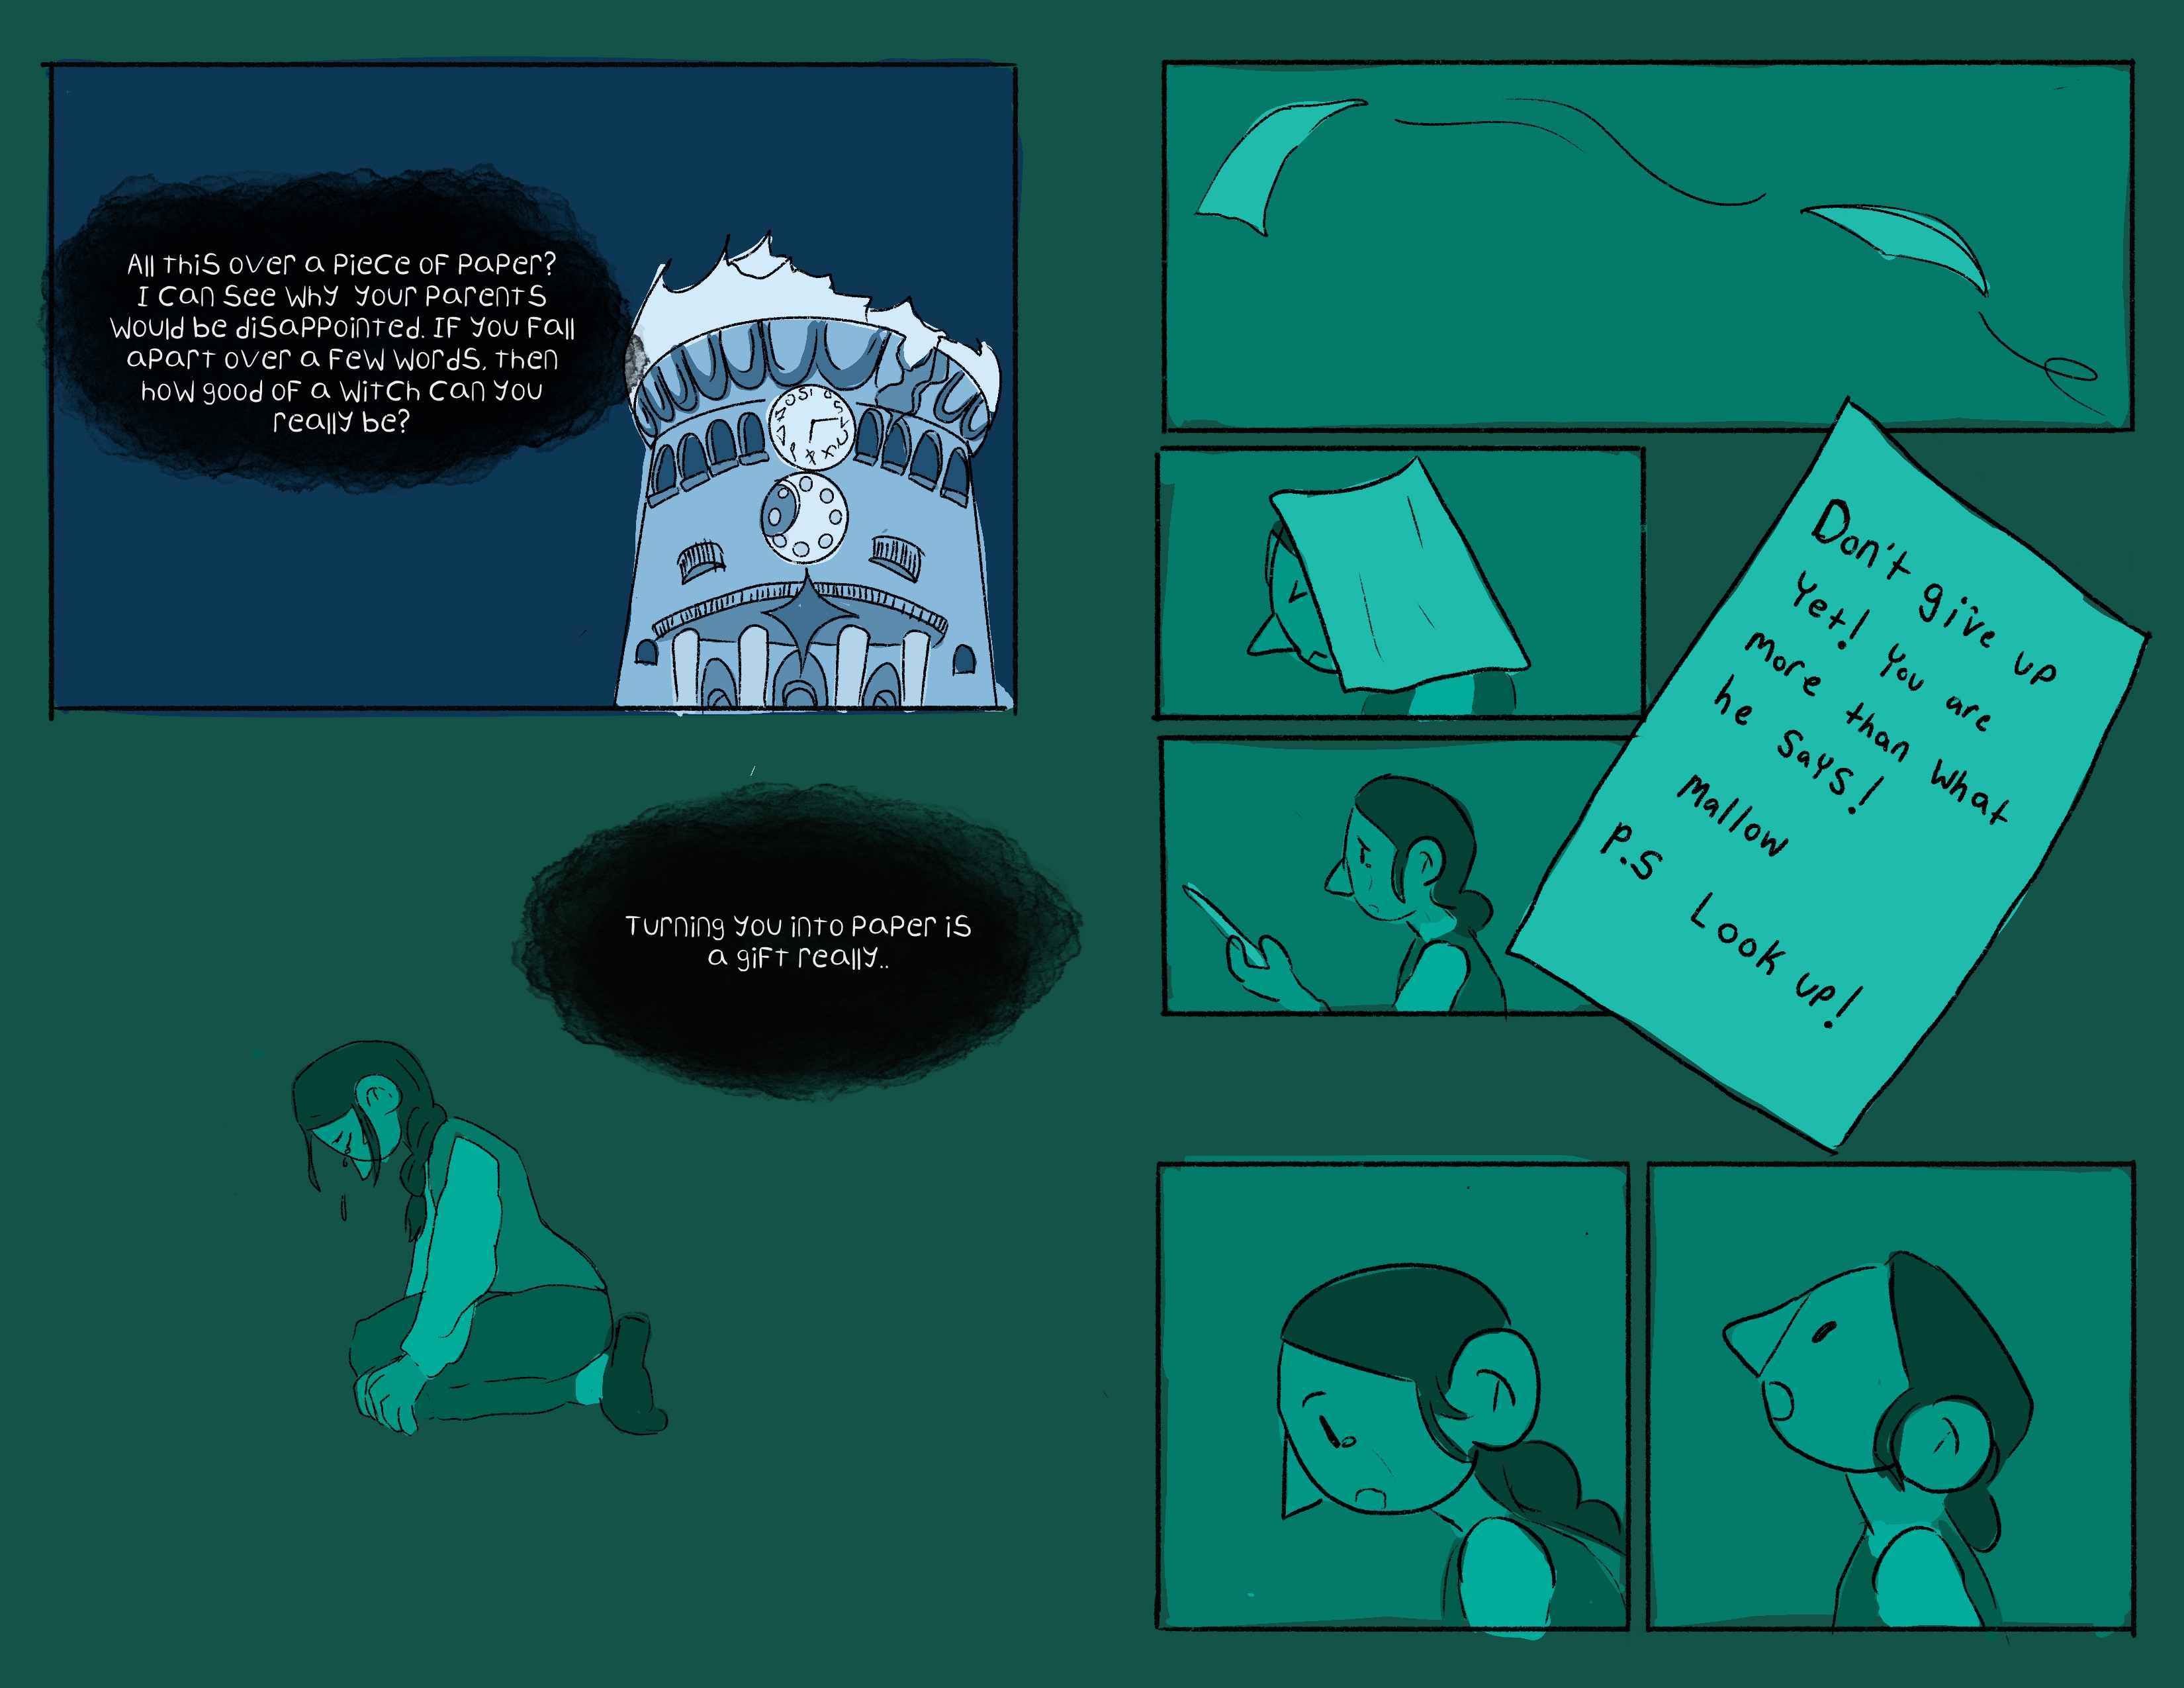 All this over a piece of paper?
I can see why your parents
would be disappointed. If you fall
apart over a few words, then
how good of a witch can you
really be?
Turning you into paper is
a gift really..
Don't give up
Yet! You are
more than what
he says!
Mallow
P.S Look up!